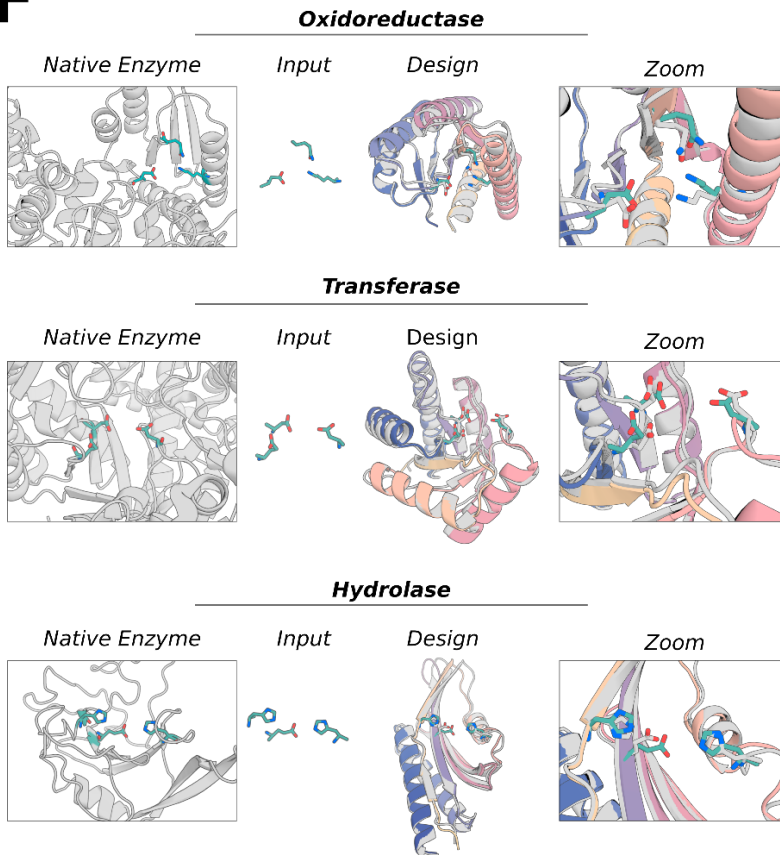 Oxidoreductase
Native Enzyme Input Design Zoom
Transferase
Native Enzyme Input Design Zoom
Hydrolase
Native Enzyme Input Design Zoom